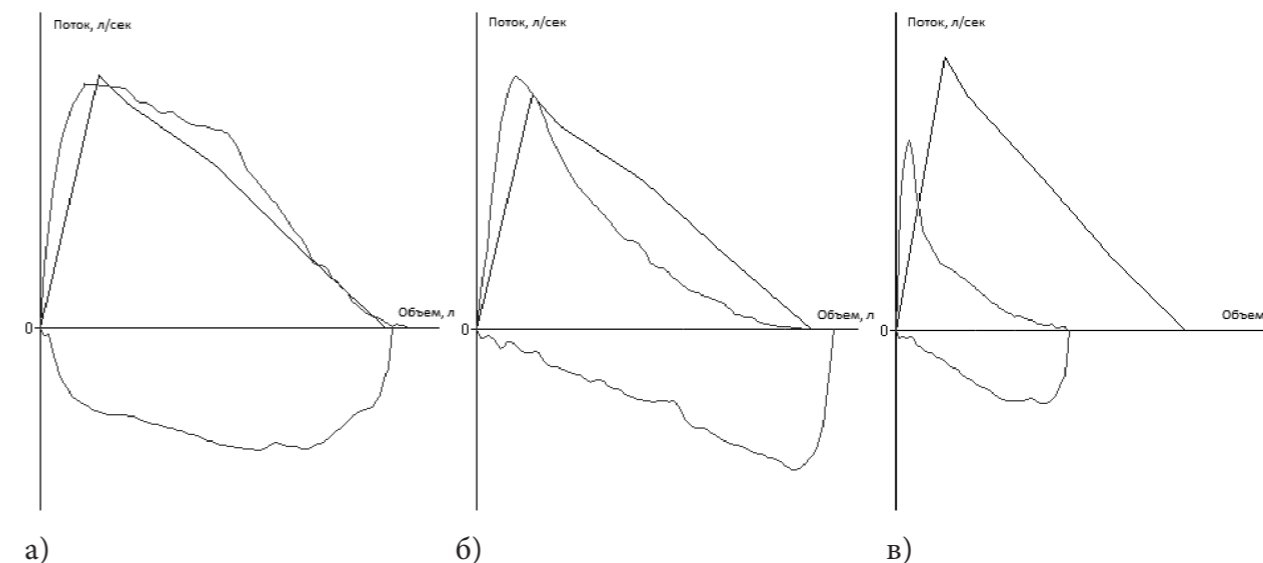 Поток, л/сек
Объем, л
0
а)
Поток, л/сек
Объем, л
0
б)
Поток, л/сек
Объем
0
в)